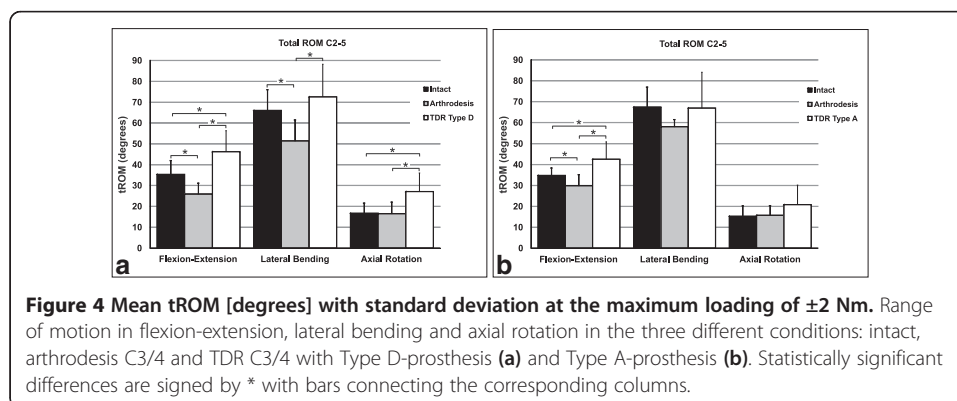 Total ROM C2-5
tROM (degrees)
90
80
70
60
50
40
30
20
10
0
* * * * * * *
Intact
Arthrodesis
TDR Type D
Flexion-Extension Lateral Bending Axial Rotation
a
Total ROM C2-5
tROM (degrees)
90
80
70
60
50
40
30
20
10
0
* * *
Intact
Arthrodesis
TDR Type A
Flexion-Extension Lateral Bending Axial Rotation
b
Figure 4 Mean tROM [degrees] with standard deviation at the maximum loading of ±2 Nm. Range
of motion in flexion-extension, lateral bending and axial rotation in the three different conditions: intact,
arthrodesis C3/4 and TDR C3/4 with Type D-prosthesis (a) and Type A-prosthesis (b). Statistically significant
differences are signed by * with bars connecting the corresponding columns.